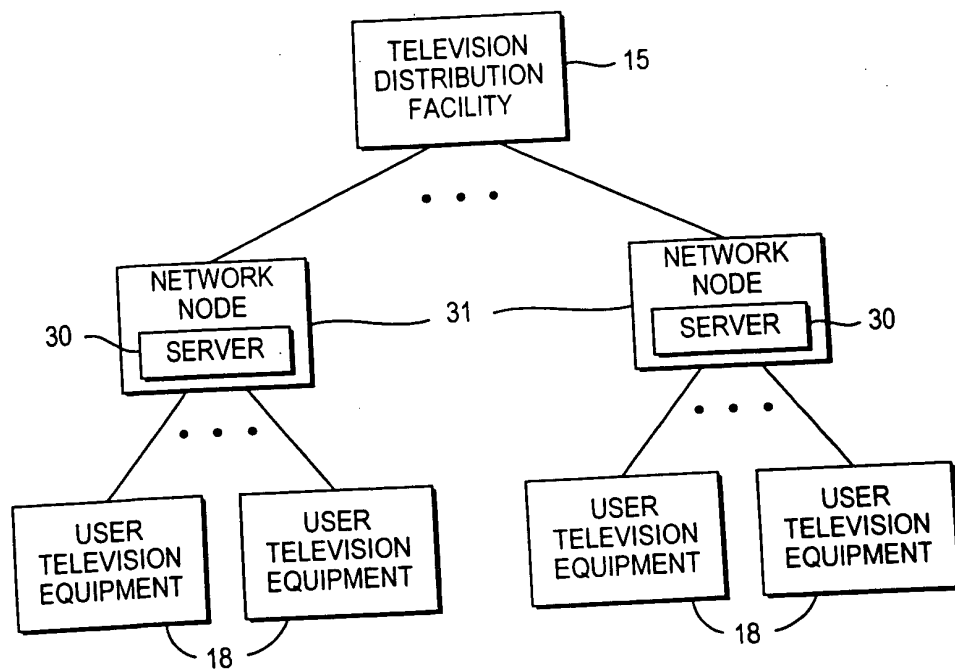 TELEVISION
DISTRIBUTION
FACILITY
15
NETWORK
NODE
SERVER
30
31
NETWORK
NODE
SERVER
30
USER
TELEVISION
EQUIPMENT
USER
TELEVISION
EQUIPMENT
18
USER
TELEVISION
EQUIPMENT
USER
TELEVISION
EQUIPMENT
18